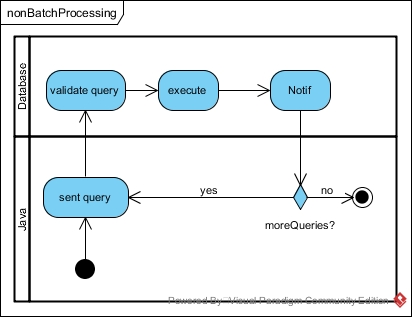 nonBatchProcessing
Database
validate query
execute
Notif
Java
sent query
yes
no
moreQueries?
Powered By Visual Paradigm Community Edition